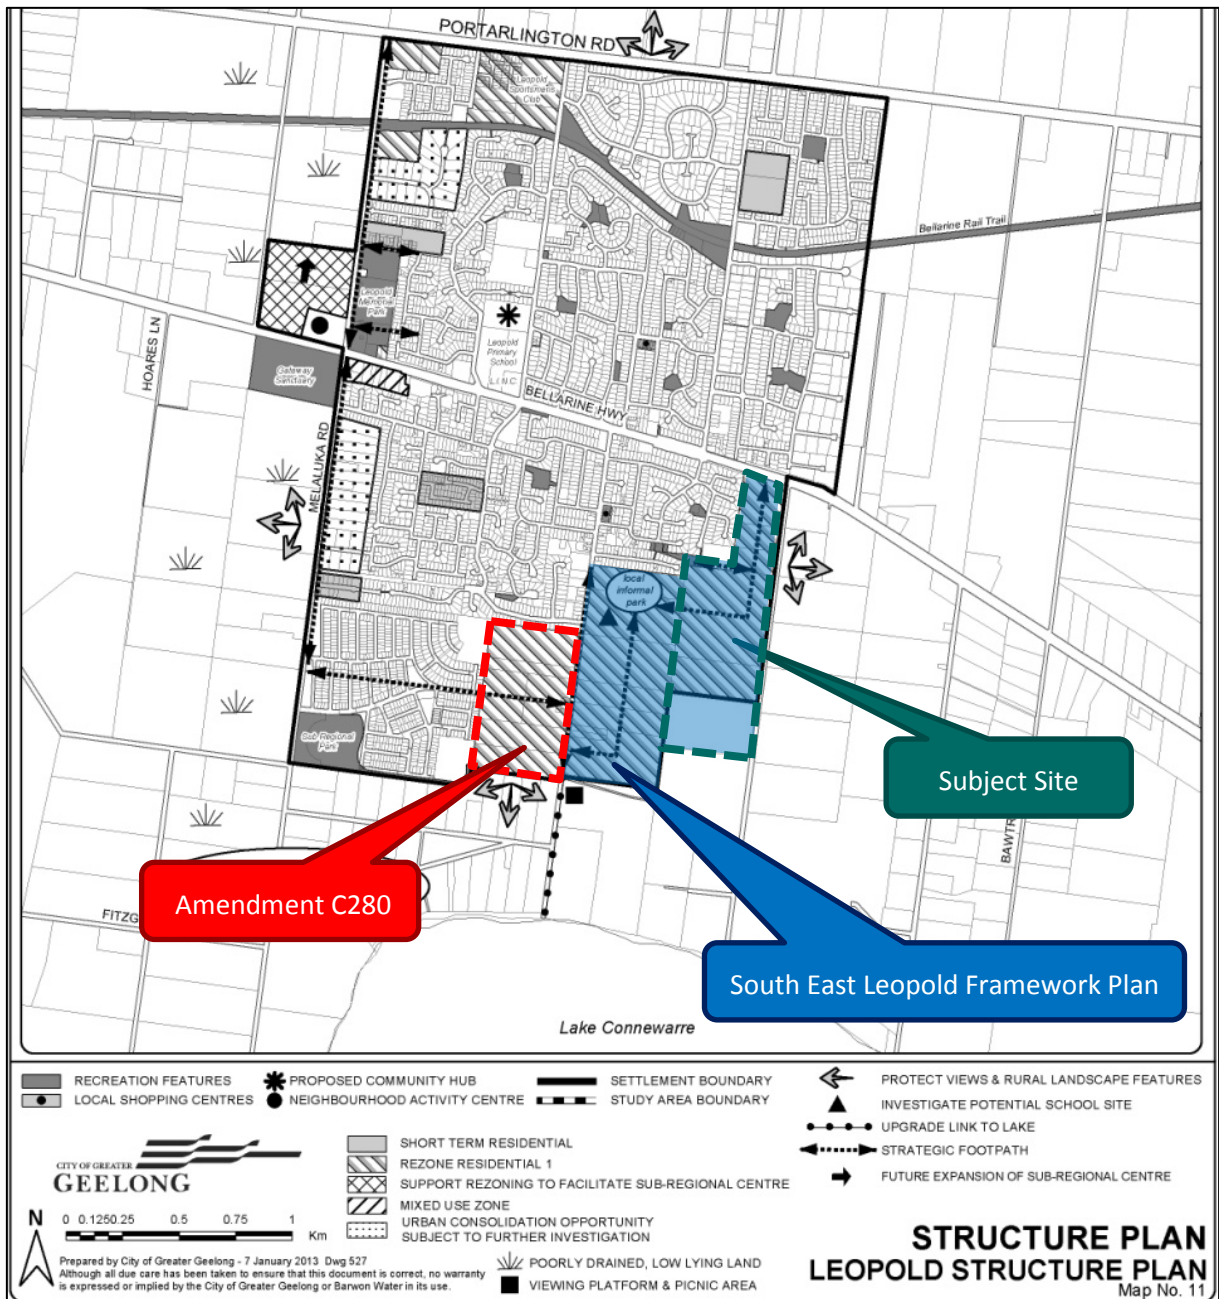 PORTARLINGTON RD
Leopold
Sportsmens
Club
Bellarine Rail Trail
Leopold
Memorial
Park
HOARES LN
Leopold
Primary
School
L.I.N.C
Gateway
Sanctuary
BELLARINE HWY
MELALUKA RD
local
informal
park
Sub Regional
Park
Subject Site
BAWTR
Amendment C280
FITZG
South East Leopold Framework Plan
Lake Connewarre
RECREATION FEATURES
LOCAL SHOPPING CENTRES
PROPOSED COMMUNITY HUB
NEIGHBOURHOOD ACTIVITY CENTRE
SETTLEMENT BOUNDARY
STUDY AREA BOUNDARY
PROTECT VIEWS & RURAL LANDSCAPE FEATURES
INVESTIGATE POTENTIAL SCHOOL SITE
UPGRADE LINK TO LAKE
STRATEGIC FOOTPATH
FUTURE EXPANSION OF SUB-REGIONAL CENTRE
SHORT TERM RESIDENTIAL
REZONE RESIDENTIAL 1
SUPPORT REZONING TO FACILITATE SUB-REGIONAL CENTRE
MIXED USE ZONE
URBAN CONSOLIDATION OPPORTUNITY
SUBJECT TO FURTHER INVESTIGATION
POORLY DRAINED, LOW LYING LAND
VIEWING PLATFORM & PICNIC AREA
CITY OF GREATER
GEELONG
N
0 0.125 0.25 0.5 0.75 1
Km
Prepared by City of Greater Geelong - 7 January 2013 Dwg 527
Although all due care has been taken to ensure that this document is correct, no warranty
is expressed or implied by the City of Greater Geelong or Barwon Water in its use.
STRUCTURE PLAN
LEOPOLD STRUCTURE PLAN
Map No. 11